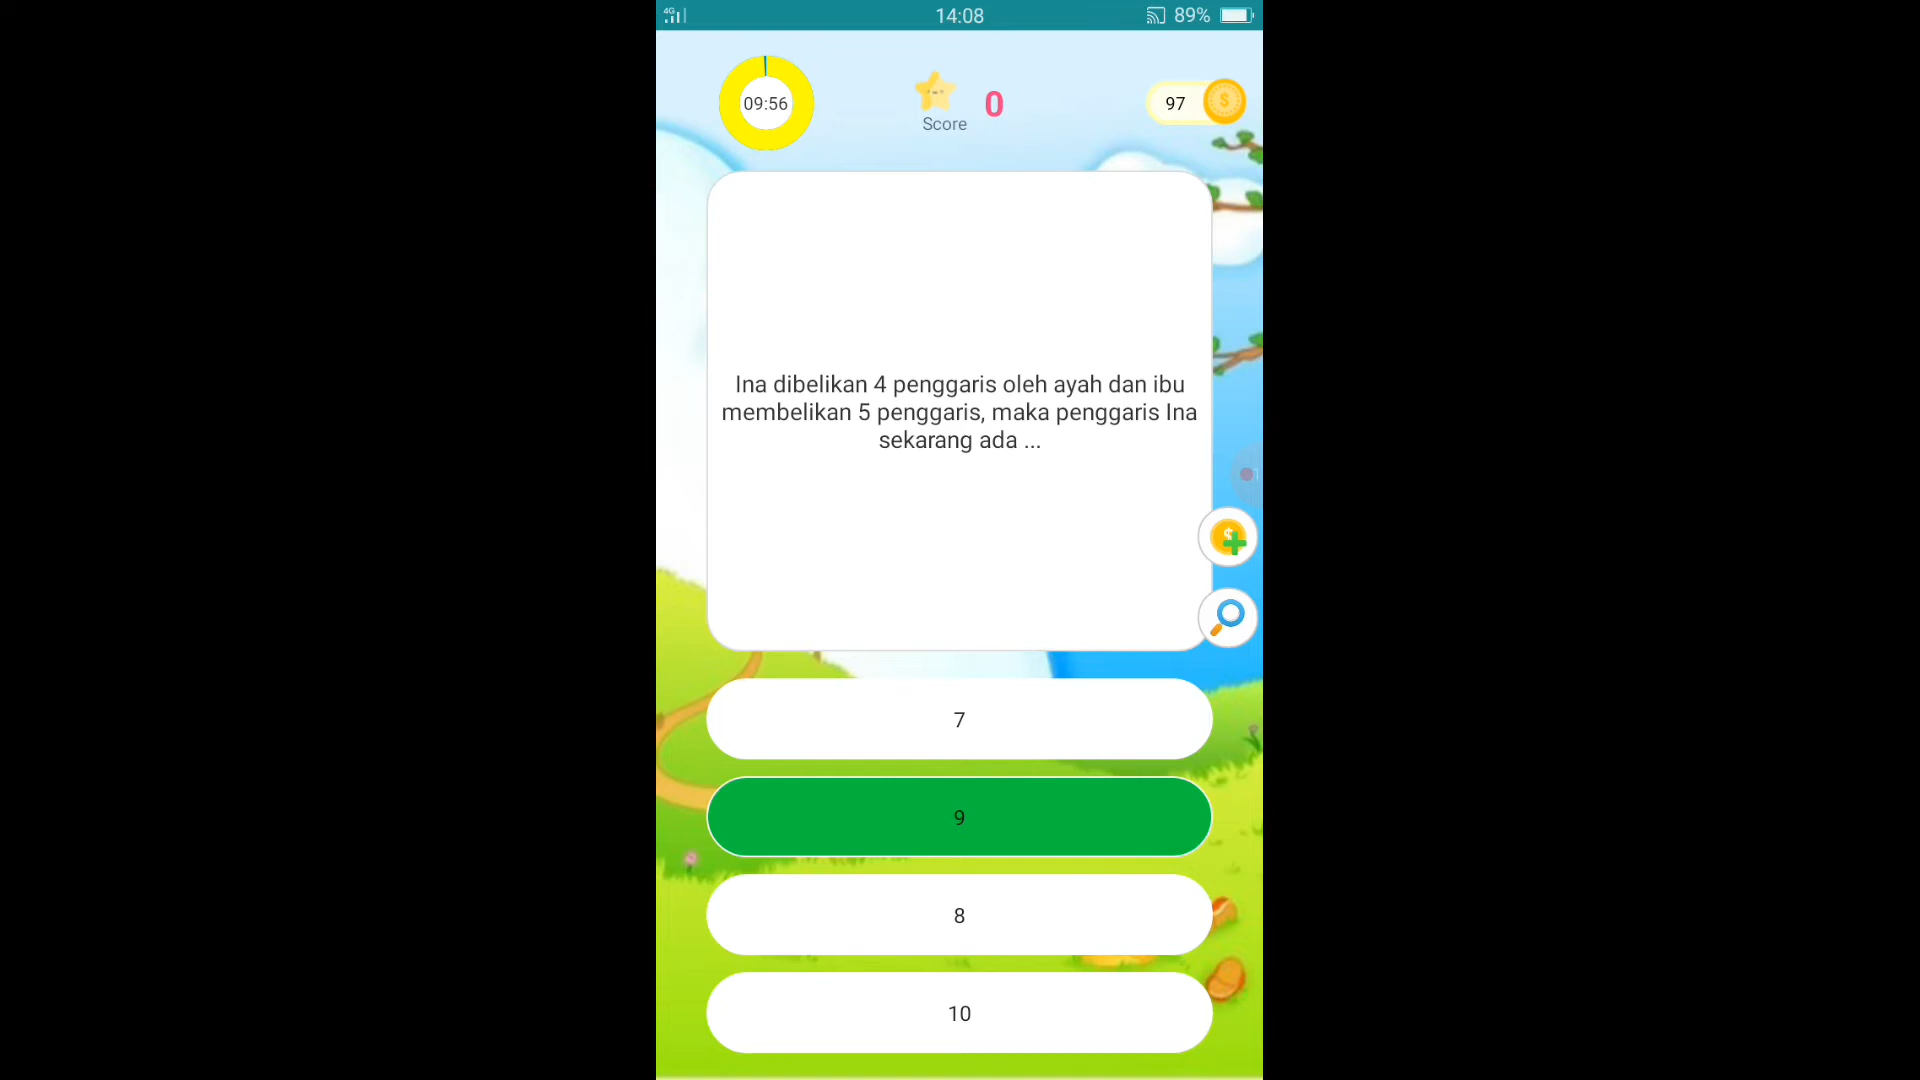 4G
14:08
89%
09:56
Score
0
97
Ina dibelikan 4 penggaris oleh ayah dan ibu
membelikan 5 penggaris, maka penggaris Ina
sekarang ada ...
7
9
8
10